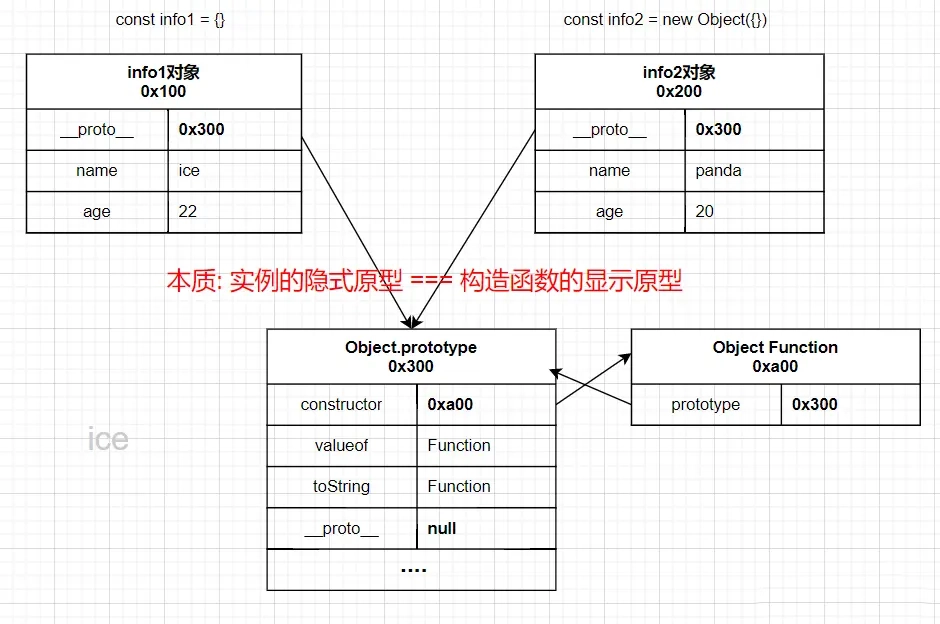 const info1 = {}
const info2 = new Object({})
info1对象
0x100
__proto__ 0x300
name ice
age 22
info2对象
0x200
__proto__ 0x300
name panda
age 20
本质: 实例的隐式原型 === 构造函数的显示原型
Object.prototype
0x300
constructor 0xa00
valueof Function
toString Function
__proto__ null
....
Object Function
0xa00
prototype 0x300
ice